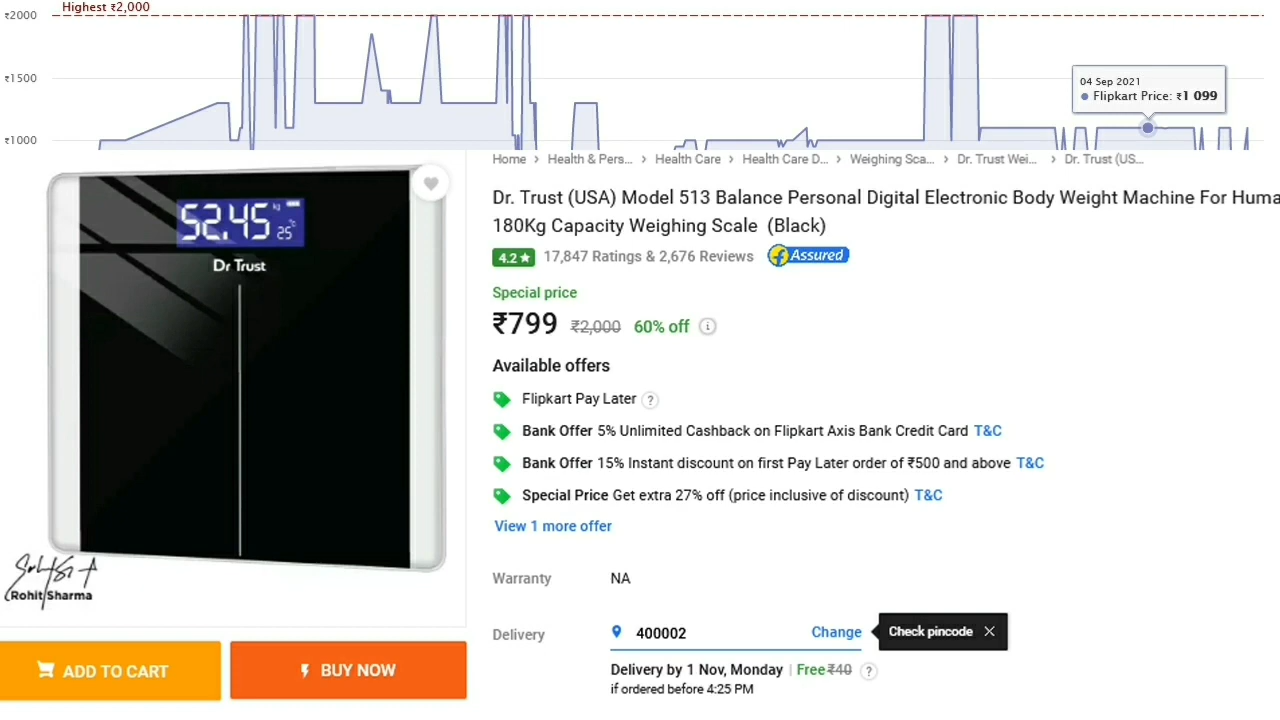 Highest ₹2,000
₹2000
₹1500
₹1000
04 Sep 2021
Flipkart Price: ₹1 099
Home > Health & Pers... > Health Care > Health Care D... > Weighing Sca... > Dr. Trust Wei... > Dr. Trust (US...
Dr. Trust (USA) Model 513 Balance Personal Digital Electronic Body Weight Machine For Huma
180Kg Capacity Weighing Scale (Black)
4.2★ 17,847 Ratings & 2,676 Reviews f Assured
Special price
₹799 ₹2,000 60% off i
Available offers
Flipkart Pay Later ?
Bank Offer 5% Unlimited Cashback on Flipkart Axis Bank Credit Card T&C
Bank Offer 15% Instant discount on first Pay Later order of ₹500 and above T&C
Special Price Get extra 27% off (price inclusive of discount) T&C
View 1 more offer
Warranty NA
Delivery 400002 Change Check pincode ✕
Delivery by 1 Nov, Monday | Free ₹40 ?
if ordered before 4:25 PM
52.45 kg 25°c
Dr Trust
Rohit Sharma
ADD TO CART
BUY NOW